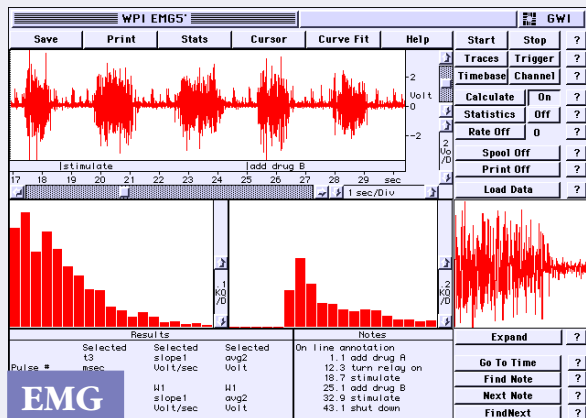 WPI EMG5' GWI
Save Print Stats Cursor Curve Fit Help Start Stop ?
Traces Trigger ?
Timebase Channel ?
2
Volt
0
-2
Calculate On ?
Statistics Off ?
Rate Off 0 ?
2 Vo /D
Spool Off ?
Print Off ?
stimulate add drug B
17 18 19 20 21 22 23 24 25 26 27 28 29 sec
1 sec/Div
Load Data ?
Results Notes
Expand ?
Selected Selected Selected
t3 slope1 avg2
Pulse # msec Volt/sec Volt
W1 W1
slope1 avg2
Volt/sec Volt
On line annotation
1.1 add drug A
12.3 turn relay on
18.7 stimulate
25.1 add drug B
32.9 stimulate
43.1 shut down
Go To Time ?
Find Note ?
Next Note ?
FindNext ?
EMG